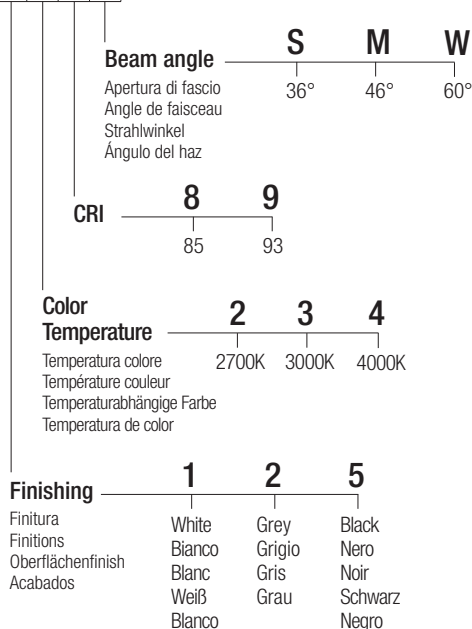 S M W
Beam angle
Apertura di fascio
36° 46° 60°
Angle de faisceau
Strahlwinkel
Ángulo del haz
8 9
CRI
85 93
Color
Temperature
2 3 4
Temperatura colore
2700K 3000K 4000K
Température couleur
Temperaturabhängige Farbe
Temperatura de color
1 2 5
Finishing
Finitura
Finitions
Oberflächenfinish
Acabados
White Grey Black
Bianco Grigio Nero
Blanc Gris Noir
Weiß Grau Schwarz
Blanco Negro